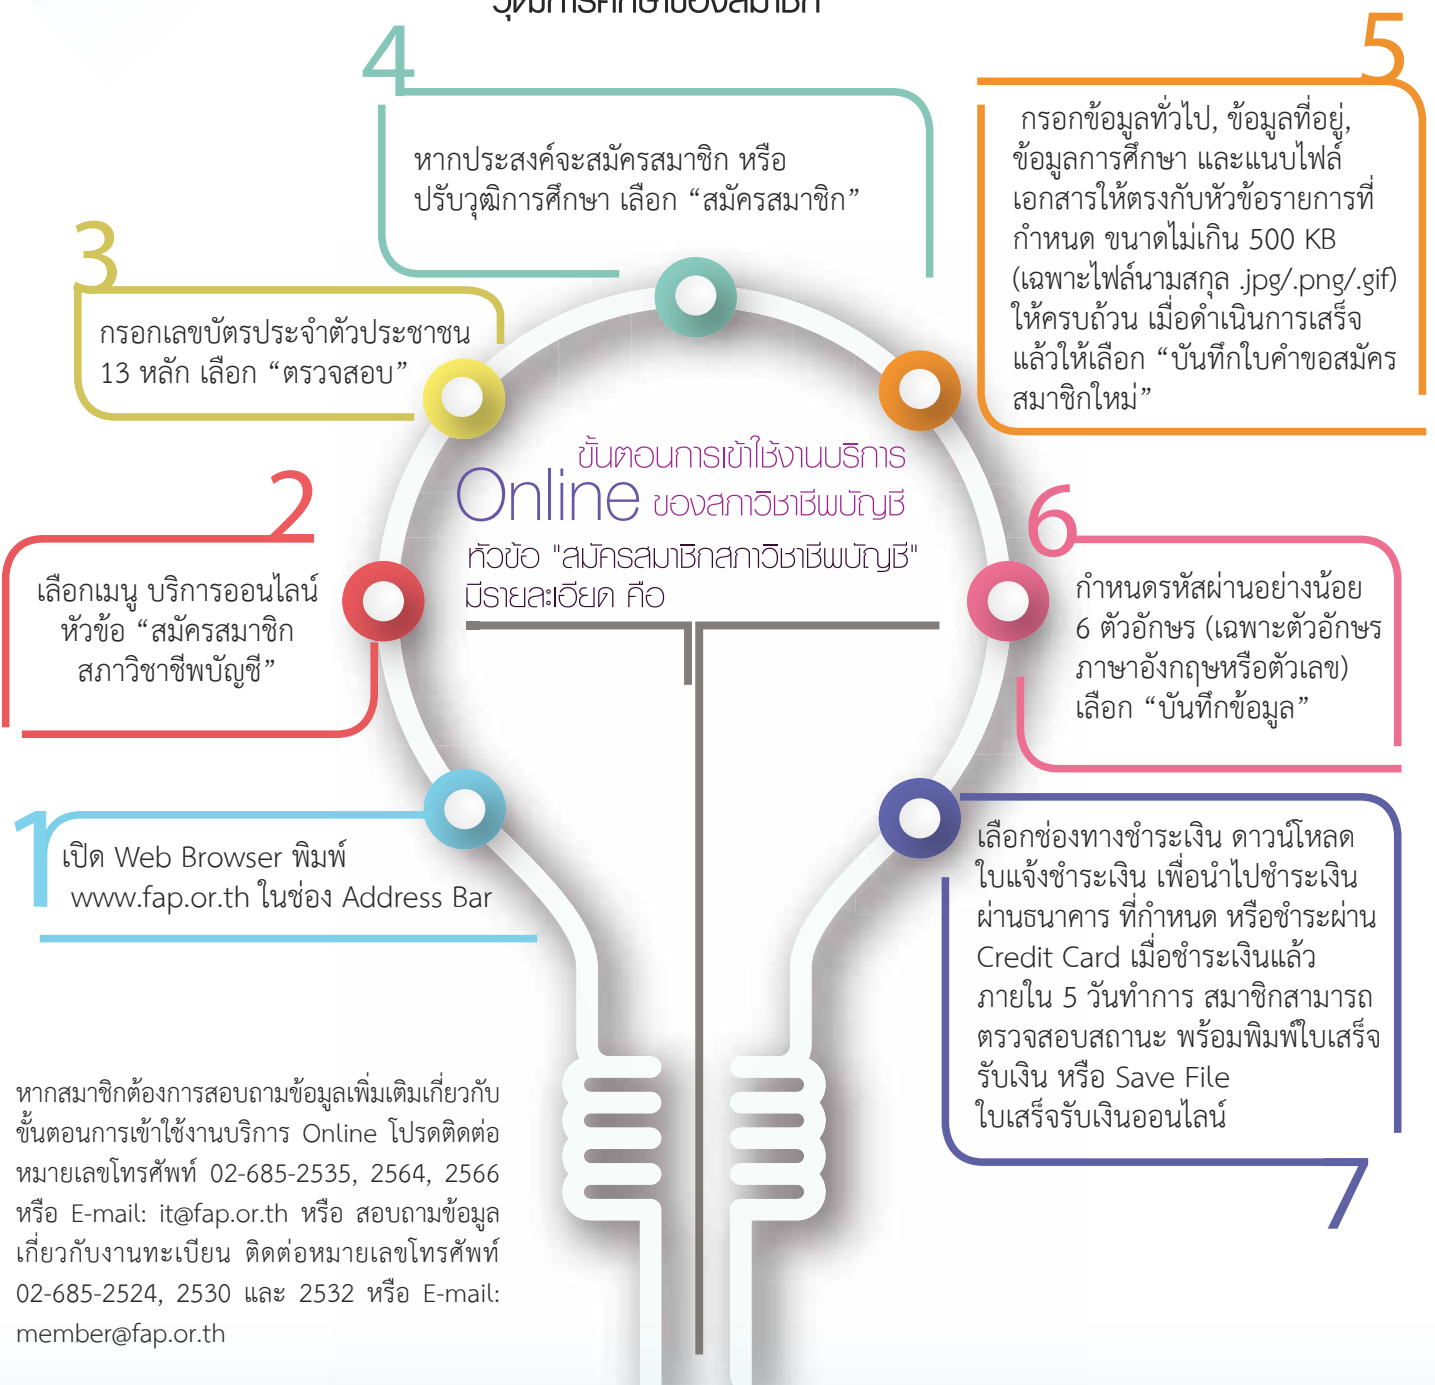 วุฒิการศึกษาของสมาชิก
4
หากประสงค์จะสมัครสมาชิก หรือ
ปรับวุฒิการศึกษา เลือก “สมัครสมาชิก”
5
กรอกข้อมูลทั่วไป, ข้อมูลที่อยู่,
ข้อมูลการศึกษา และแนบไฟล์
เอกสารให้ตรงกับหัวข้อรายการที่
กำหนด ขนาดไม่เกิน 500 KB
(เฉพาะไฟล์นามสกุล .jpg/.png/.gif)
ให้ครบถ้วน เมื่อดำเนินการเสร็จ
แล้วให้เลือก “บันทึกใบคำขอสมัคร
สมาชิกใหม่”
3
กรอกเลขบัตรประจำตัวประชาชน
13 หลัก เลือก “ตรวจสอบ”
ขั้นตอนการเข้าใช้งานบริการ
Online ของสภาวิชาชีพบัญชี
หัวข้อ "สมัครสมาชิกสภาวิชาชีพบัญชี"
มีรายละเอียด คือ
2
เลือกเมนู บริการออนไลน์
หัวข้อ “สมัครสมาชิก
สภาวิชาชีพบัญชี”
6
กำหนดรหัสผ่านอย่างน้อย
6 ตัวอักษร (เฉพาะตัวอักษร
ภาษาอังกฤษหรือตัวเลข)
เลือก “บันทึกข้อมูล”
1
เปิด Web Browser พิมพ์
www.fap.or.th ในช่อง Address Bar
เลือกช่องทางชำระเงิน ดาวน์โหลด
ใบแจ้งชำระเงิน เพื่อนำไปชำระเงิน
ผ่านธนาคาร ที่กำหนด หรือชำระผ่าน
Credit Card เมื่อชำระเงินแล้ว
ภายใน 5 วันทำการ สมาชิกสามารถ
ตรวจสอบสถานะ พร้อมพิมพ์ใบเสร็จ
รับเงิน หรือ Save File
ใบเสร็จรับเงินออนไลน์
7
หากสมาชิกต้องการสอบถามข้อมูลเพิ่มเติมเกี่ยวกับ
ขั้นตอนการเข้าใช้งานบริการ Online โปรดติดต่อ
หมายเลขโทรศัพท์ 02-685-2535, 2564, 2566
หรือ E-mail: it@fap.or.th หรือ สอบถามข้อมูล
เกี่ยวกับงานทะเบียน ติดต่อหมายเลขโทรศัพท์
02-685-2524, 2530 และ 2532 หรือ E-mail:
member@fap.or.th